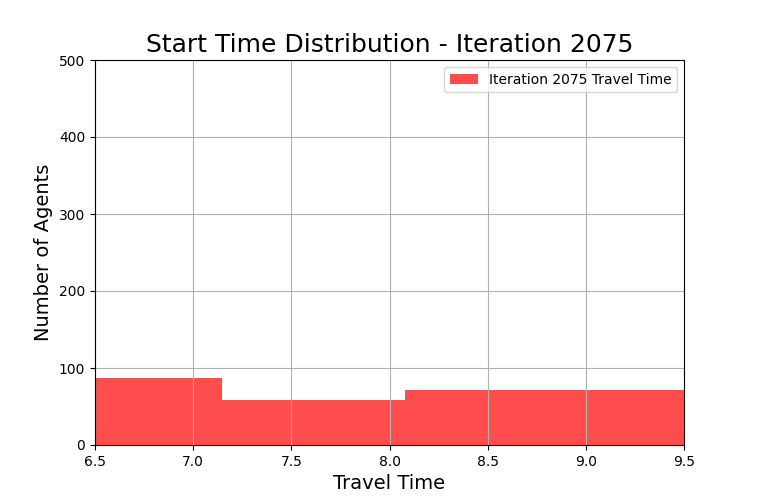 Start Time Distribution - Iteration 2075
Iteration 2075 Travel Time
Number of Agents
500
400
300
200
100
0
6.5 7.0 7.5 8.0 8.5 9.0 9.5
Travel Time